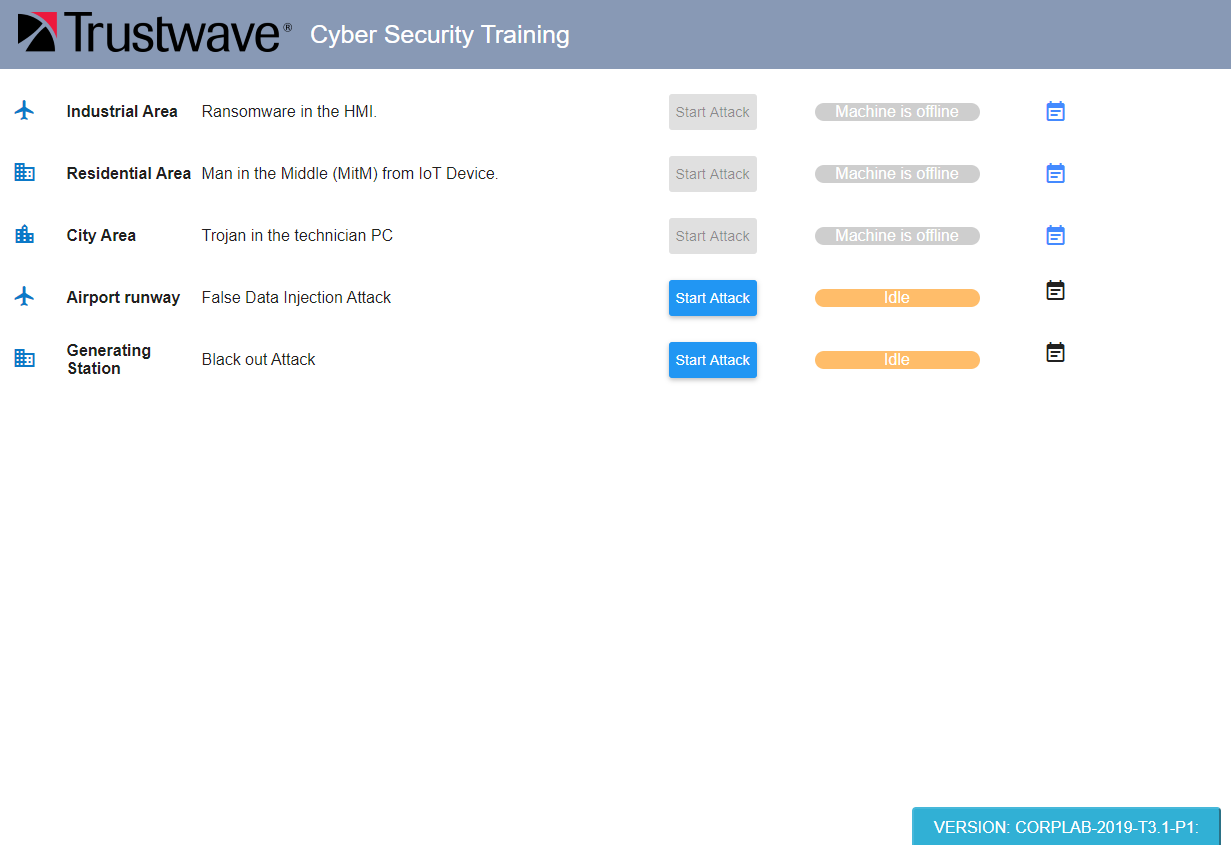 Trustwave® Cyber Security Training
Industrial Area Ransomware in the HMI. Start Attack Machine is offline
Residential Area Man in the Middle (MitM) from IoT Device. Start Attack Machine is offline
City Area Trojan in the technician PC Start Attack Machine is offline
Airport runway False Data Injection Attack Start Attack Idle
Generating
Station Black out Attack Start Attack Idle
VERSION: CORPLAB-2019-T3.1-P1: